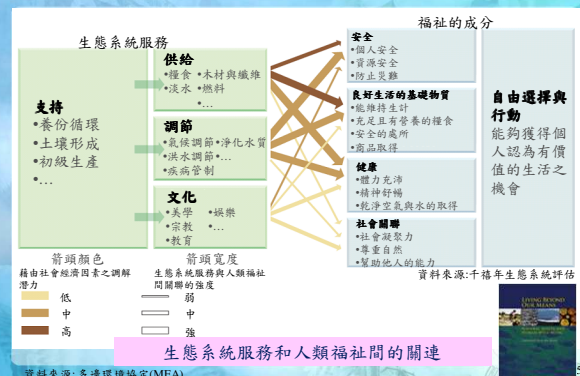 生態系統服務
福祉的成分
支持
•養份循環
•土壤形成
•初級生產
•...
供給
•糧食 •木材與纖維
•淡水 •燃料
•...
調節
•氣候調節•淨化水質
•洪水調節•...
•疾病管制
文化
•美學 •娛樂
•宗教 •...
•教育
安全
•個人安全
•資源安全
•防止災難
良好生活的基礎物質
•能維持生計
•充足且有營養的糧食
•安全的處所
•商品取得
健康
•體力充沛
•精神舒暢
•乾淨空氣與水的取得
社會關聯
•社會凝聚力
•尊重自然
•幫助他人的能力
自由選擇與
行動
能夠獲得個
人認為有價
值的生活之
機會
箭頭顏色
藉由社會經濟因素之調解
潛力
低
中
高
箭頭寬度
生態系統服務與人類福祉
間關聯的強度
弱
中
強
資料來源:千禧年生態系統評估
LIVING BEYOND
OUR MEANS
生態系統服務和人類福祉間的關連
資料來源:多邊環境協定(MEA)